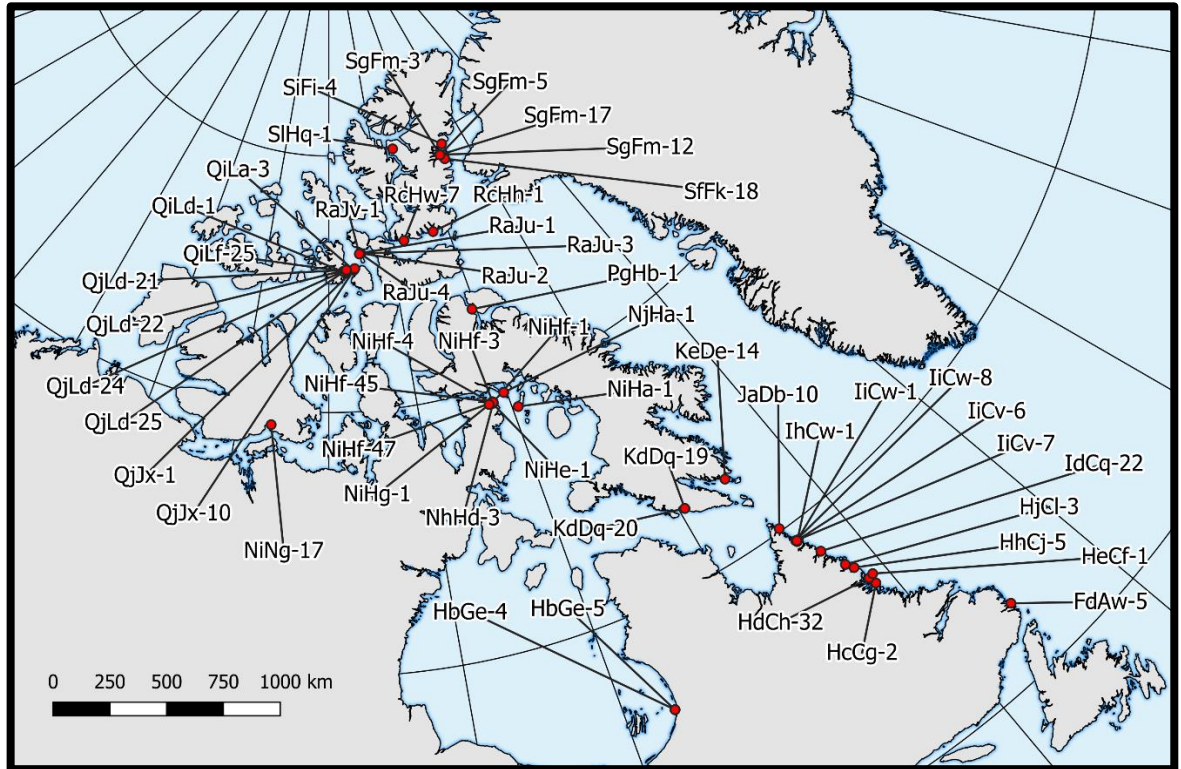 SgFm-3
SiFi-4
SgFm-5
SlHq-1
SgFm-17
SgFm-12
QiLa-3
RcHw-7
RcHh-1
SfFk-18
QiLd-1
RaJv-1
RaJu-1
QiLf-25
RaJu-3
QjLd-21
RaJu-2
PgHb-1
QjLd-22
RaJu-4
NiHf-1
NjHa-1
NiHf-4
NiHf-3
KeDe-14
IiCw-8
QjLd-24
NiHf-45
NiHa-1
JaDb-10
IiCw-1
IiCv-6
QjLd-25
IhCw-1
IiCv-7
NiHf-47
KdDq-19
IdCq-22
QjJx-1
NiHe-1
NiHg-1
HjCl-3
QjJx-10
NhHd-3
KdDq-20
HhCj-5
NiNg-17
HeCf-1
HbGe-4
HbGe-5
HdCh-32
FdAw-5
HcCg-2
0 250 500 750 1000 km